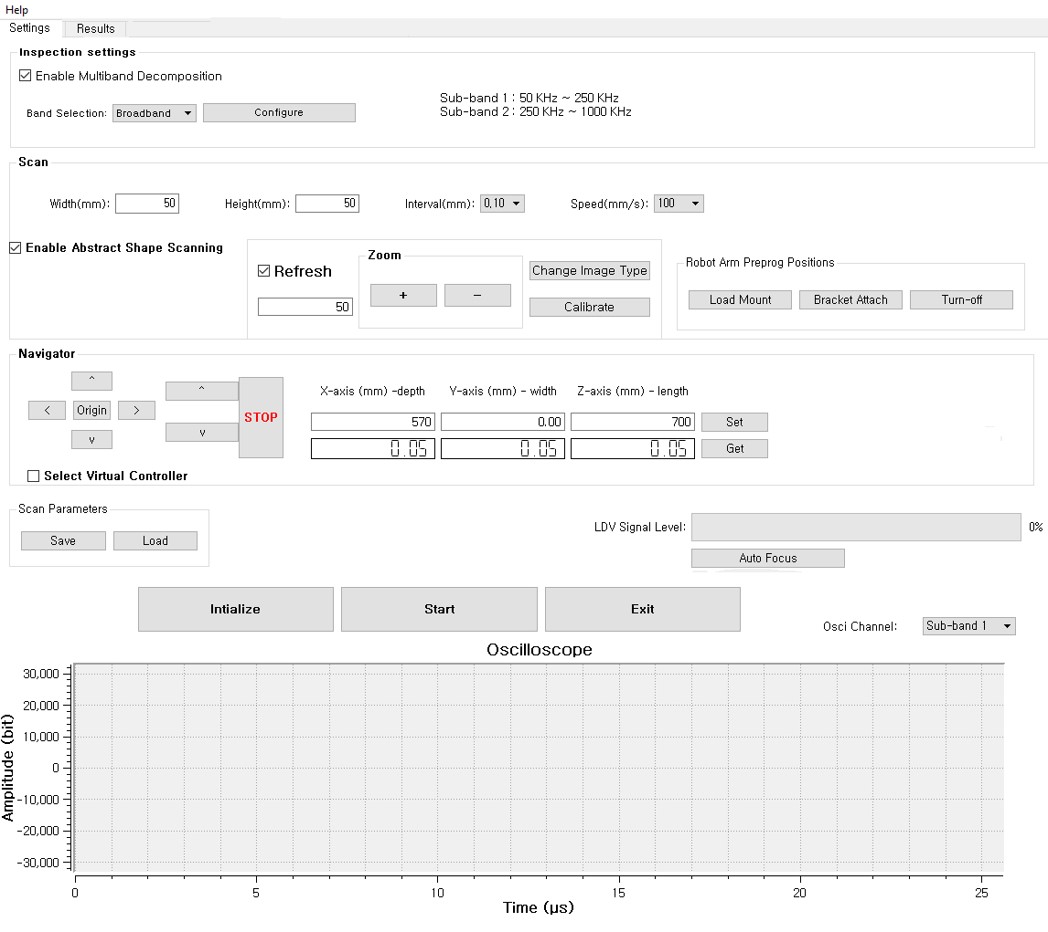 Help
Settings Results
Inspection settings
Enable Multiband Decomposition
Sub-band 1 : 50 KHz ~ 250 KHz
Band Selection: Broadband Configure
Sub-band 2 : 250 KHz ~ 1000 KHz
Scan
Width(mm): 50 Height(mm): 50 Interval(mm): 0.10 Speed(mm/s): 100
Enable Abstract Shape Scanning
Refresh
50
Zoom
+ -
Change Image Type
Calibrate
Robot Arm Preprog Positions
Load Mount Bracket Attach Turn-off
Navigator
^
< Origin >
v
^
v
STOP
X-axis (mm) -depth Y-axis (mm) - width Z-axis (mm) - length
570 0.00 700 Set
0.05 0.05 0.05 Get
Select Virtual Controller
Scan Parameters
Save Load
LDV Signal Level: 0%
Auto Focus
Intialize Start Exit
Osci Channel: Sub-band 1
Oscilloscope
30,000
20,000
10,000
0
-10,000
-20,000
-30,000
Amplitude (bit)
0 5 10 15 20 25
Time (μs)